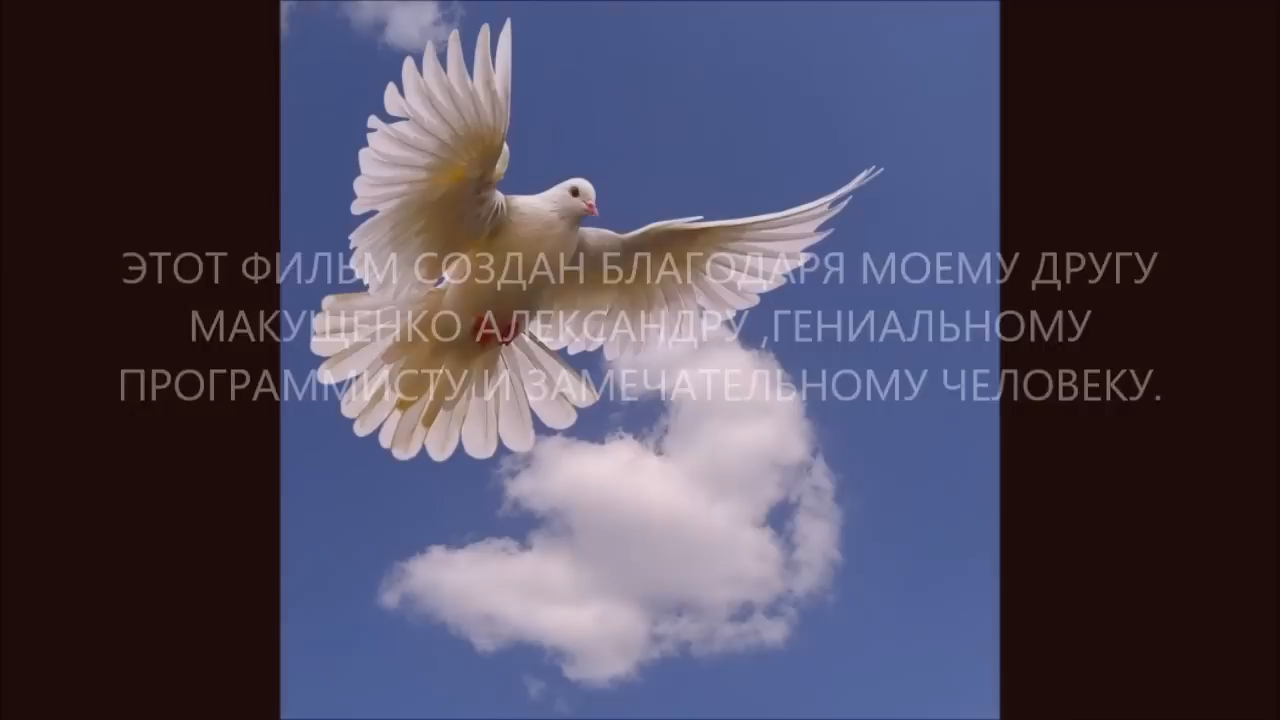 ЭТОТ ФИЛЬМ СОЗДАН БЛАГОДАРЯ МОЕМУ ДРУГУ
МАКУЩЕНКО АЛЕКСАНДРУ, ГЕНИАЛЬНОМУ
ПРОГРАММИСТУ И ЗАМЕЧАТЕЛЬНОМУ ЧЕЛОВЕКУ.